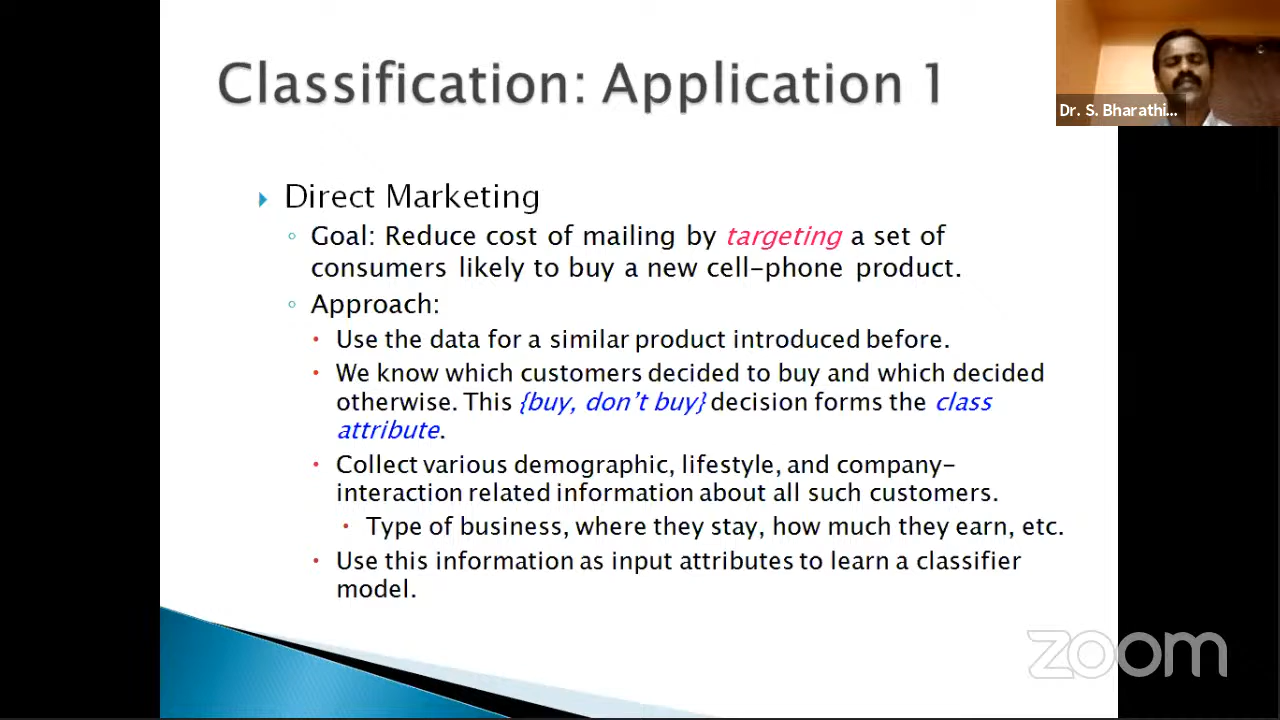 Classification: Application 1
Dr. S. Bharathi...
Direct Marketing
Goal: Reduce cost of mailing by targeting a set of
consumers likely to buy a new cell-phone product.
Approach:
Use the data for a similar product introduced before.
We know which customers decided to buy and which decided
otherwise. This {buy, don’t buy} decision forms the class
attribute.
Collect various demographic, lifestyle, and company-
interaction related information about all such customers.
Type of business, where they stay, how much they earn, etc.
Use this information as input attributes to learn a classifier
model.
zoom